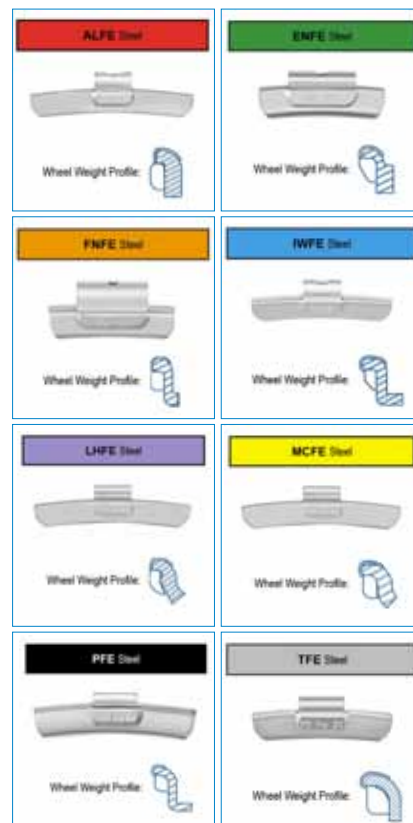 ALFE Steel
Wheel Weight Profile:
ENFE Steel
Wheel Weight Profile:
FNFE Steel
Wheel Weight Profile:
IWFE Steel
Wheel Weight Profile:
LHFE Steel
Wheel Weight Profile:
MCFE Steel
Wheel Weight Profile:
PFE Steel
Wheel Weight Profile:
TFE Steel
Wheel Weight Profile: